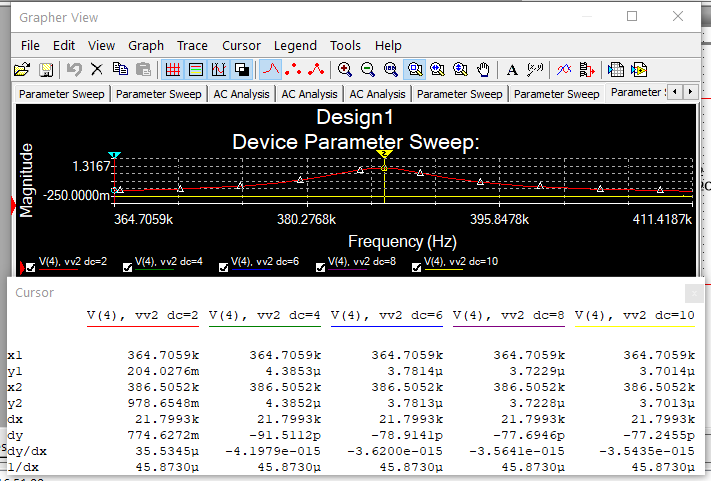 Grapher View
File Edit View Graph Trace Cursor Legend Tools Help
Parameter Sweep Parameter Sweep AC Analysis AC Analysis AC Analysis Parameter Sweep Parameter Sweep Parameter
Design1
Device Parameter Sweep:
Magnitude
1.3167
-250.0000m
364.7059k 380.2768k 395.8478k 411.4187k
Frequency (Hz)
V(4), vv2 dc=2 V(4), vv2 dc=4 V(4), vv2 dc=6 V(4), vv2 dc=8 V(4), vv2 dc=10
Cursor
V(4), vv2 dc=2 V(4), vv2 dc=4 V(4), vv2 dc=6 V(4), vv2 dc=8 V(4), vv2 dc=10
x1 364.7059k 364.7059k 364.7059k 364.7059k 364.7059k
y1 204.0276m 4.3853µ 3.7814µ 3.7229µ 3.7014µ
x2 386.5052k 386.5052k 386.5052k 386.5052k 386.5052k
y2 978.6548m 4.3852µ 3.7813µ 3.7228µ 3.7013µ
dx 21.7993k 21.7993k 21.7993k 21.7993k 21.7993k
dy 774.6272m -91.5112p -78.9141p -77.6946p -77.2455p
dy/dx 35.5345µ -4.1979e-015 -3.6200e-015 -3.5641e-015 -3.5435e-015
1/dx 45.8730µ 45.8730µ 45.8730µ 45.8730µ 45.8730µ